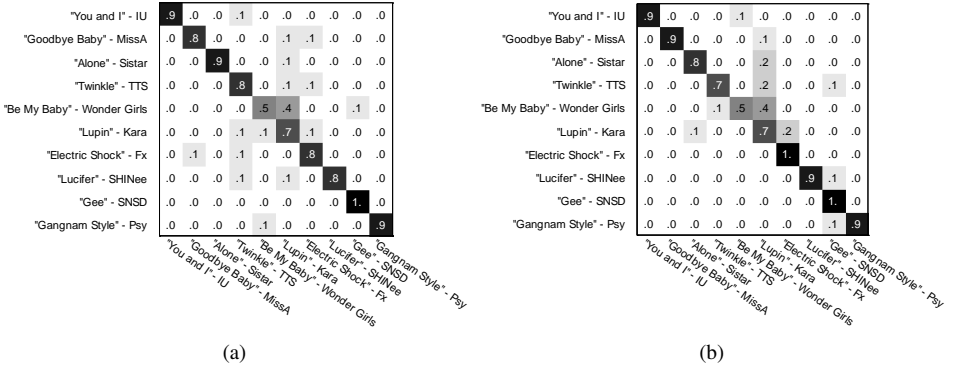 "You and I" - IU .9 .0 .0 .1 .0 .0 .0 .0 .0 .0
"Goodbye Baby" - MissA .0 .8 .0 .0 .0 .1 .1 .0 .0 .0
"Alone" - Sistar .0 .0 .9 .0 .0 .1 .0 .0 .0 .0
"Twinkle" - TTS .0 .0 .0 .8 .0 .1 .1 .0 .0 .0
"Be My Baby" - Wonder Girls .0 .0 .0 .0 .5 .4 .0 .0 .1 .0
"Lupin" - Kara .0 .0 .0 .1 .1 .7 .1 .0 .0 .0
"Electric Shock" - Fx .0 .1 .0 .1 .0 .0 .8 .0 .0 .0
"Lucifer" - SHINee .0 .0 .0 .1 .0 .1 .0 .8 .0 .0
"Gee" - SNSD .0 .0 .0 .0 .0 .0 .0 .0 1. .0
"Gangnam Style" - Psy .0 .0 .0 .0 .1 .0 .0 .0 .0 .9
"You and I" - IU
"Goodbye Baby" - MissA
"Alone" - Sistar
"Twinkle" - TTS
"Be My Baby" - Wonder Girls
"Lupin" - Kara
"Electric Shock" - Fx
"Lucifer" - SHINee
"Gee" - SNSD
"Gangnam Style" - Psy
(a)
"You and I" - IU .9 .0 .0 .0 .1 .0 .0 .0 .0 .0
"Goodbye Baby" - MissA .0 .9 .0 .0 .0 .1 .0 .0 .0 .0
"Alone" - Sistar .0 .0 .8 .0 .0 .2 .0 .0 .0 .0
"Twinkle" - TTS .0 .0 .0 .7 .0 .2 .0 .0 .1 .0
"Be My Baby" - Wonder Girls .0 .0 .0 .1 .5 .4 .0 .0 .0 .0
"Lupin" - Kara .0 .0 .1 .0 .0 .7 .2 .0 .0 .0
"Electric Shock" - Fx .0 .0 .0 .0 .0 .0 1. .0 .0 .0
"Lucifer" - SHINee .0 .0 .0 .0 .0 .0 .0 .9 .1 .0
"Gee" - SNSD .0 .0 .0 .0 .0 .0 .0 .0 1. .0
"Gangnam Style" - Psy .0 .0 .0 .0 .0 .0 .0 .0 .1 .9
"You and I" - IU
"Goodbye Baby" - MissA
"Alone" - Sistar
"Twinkle" - TTS
"Be My Baby" - Wonder Girls
"Lupin" - Kara
"Electric Shock" - Fx
"Lucifer" - SHINee
"Gee" - SNSD
"Gangnam Style" - Psy
(b)